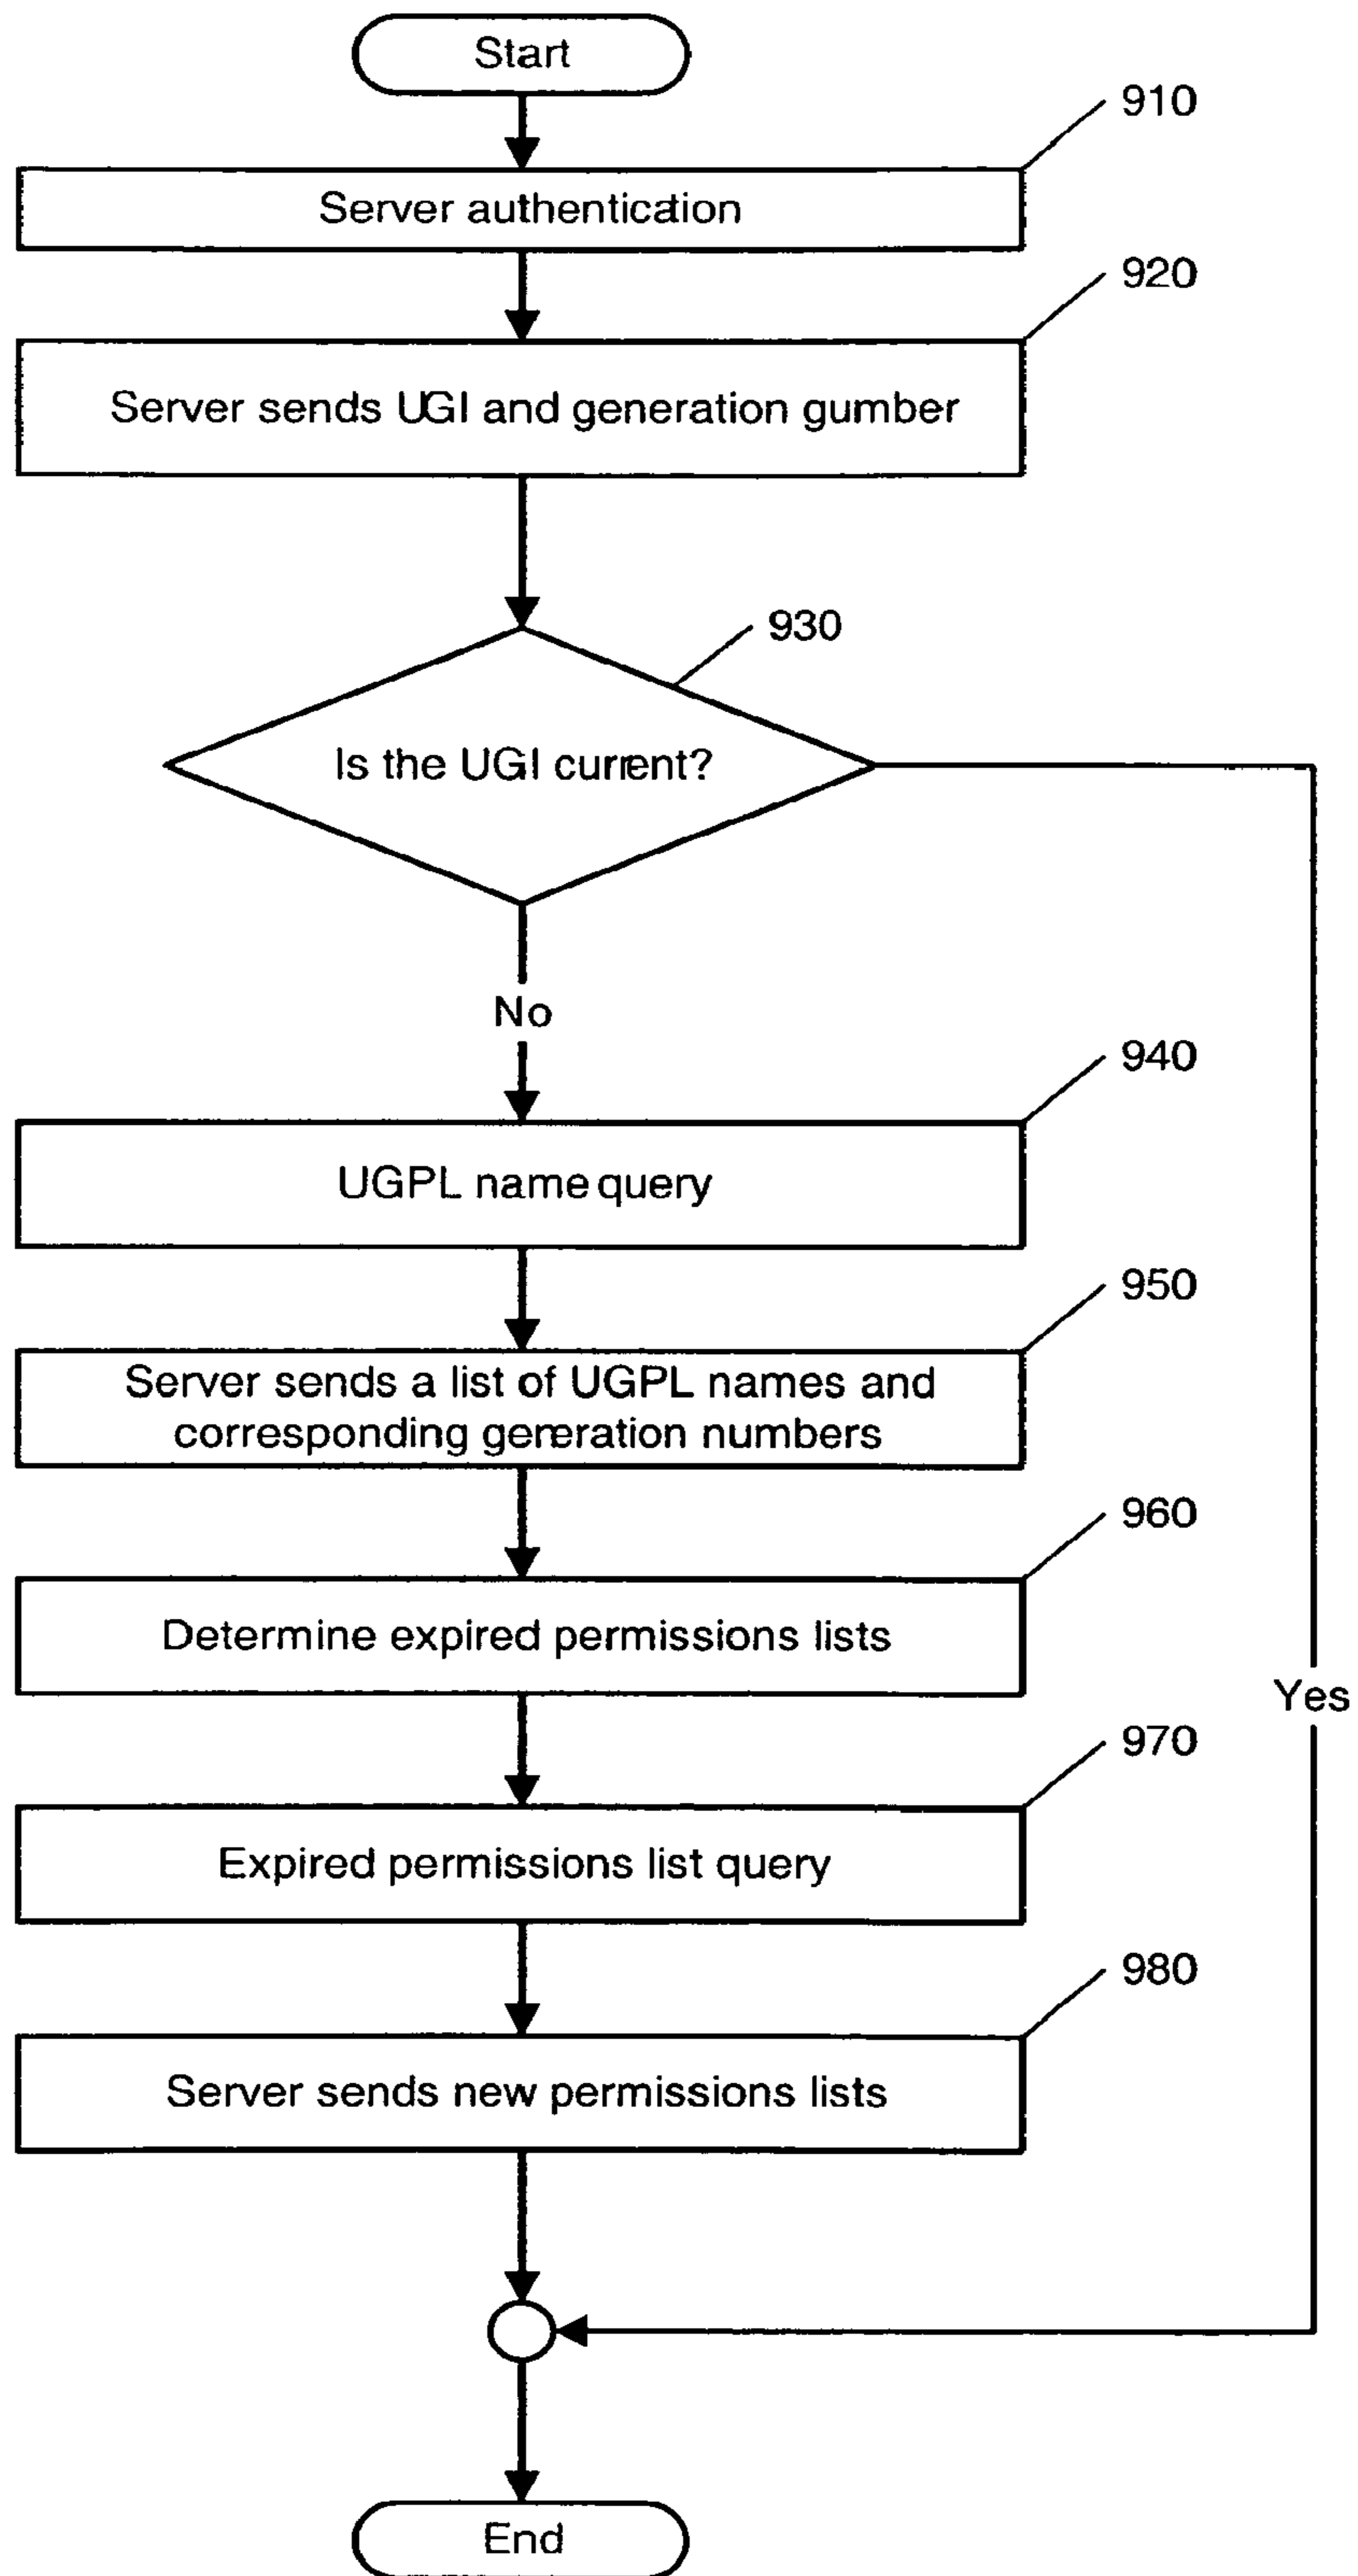 Start
910
Server authentication
920
Server sends UGI and generation gumber
930
Is the UGI current?
No
940
UGPL name query
950
Server sends a list of UGPL names and
corresponding generation numbers
960
Determine expired permissions lists
Yes
970
Expired permissions list query
980
Server sends new permissions lists
End